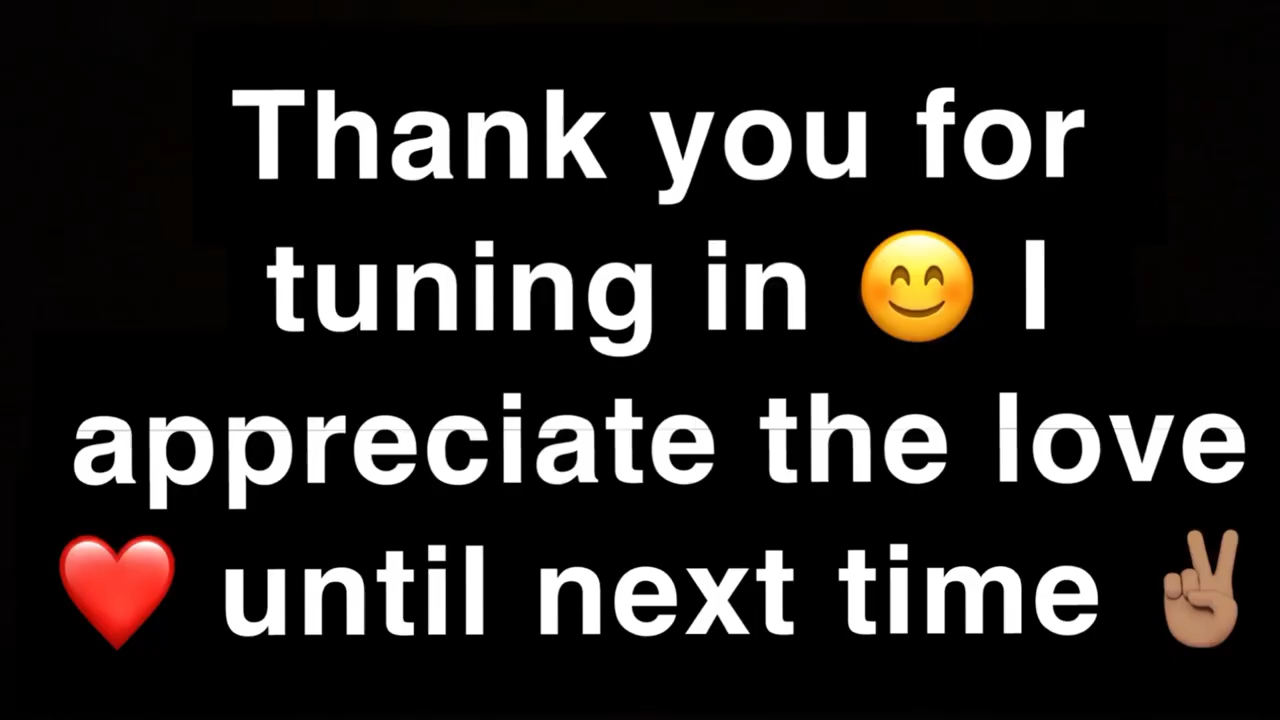 Thank you for
tuning in 😊 I
appreciate the love
❤️ until next time ✌🏽